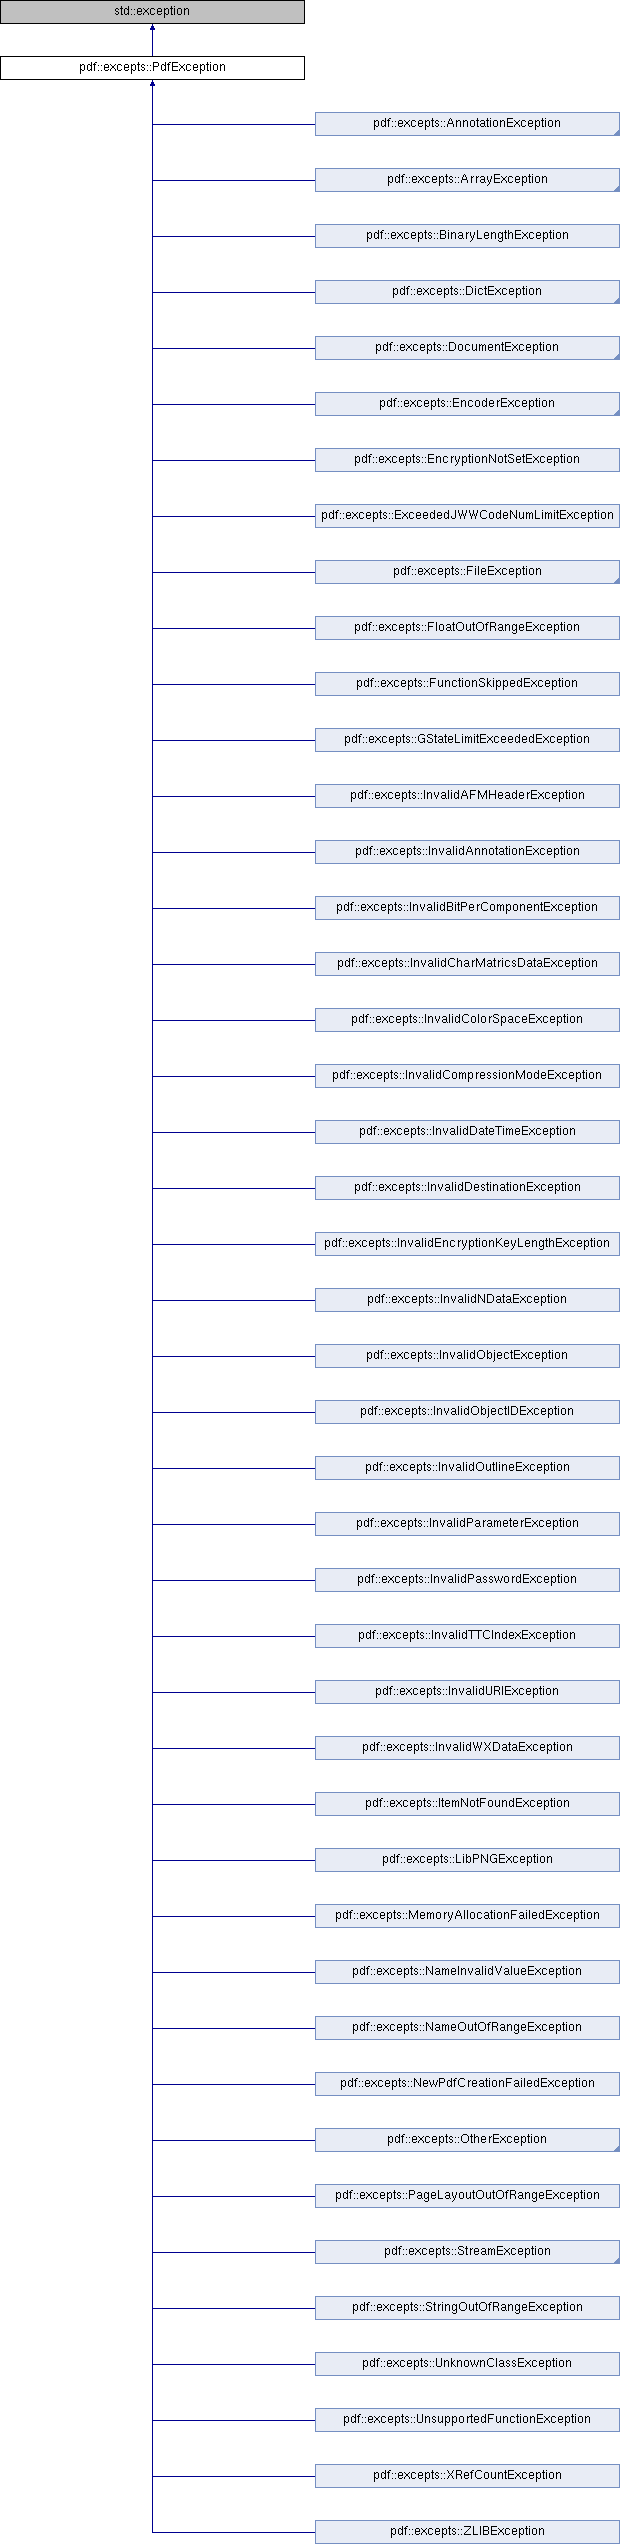 std::exception
pdf::excepts::PdfException
pdf::excepts::AnnotationException
pdf::excepts::ArrayException
pdf::excepts::BinaryLengthException
pdf::excepts::DictException
pdf::excepts::DocumentException
pdf::excepts::EncoderException
pdf::excepts::EncryptionNotSetException
pdf::excepts::ExceededJWWCodeNumLimitException
pdf::excepts::FileException
pdf::excepts::FloatOutOfRangeException
pdf::excepts::FunctionSkippedException
pdf::excepts::GStateLimitExceededException
pdf::excepts::InvalidAFMHeaderException
pdf::excepts::InvalidAnnotationException
pdf::excepts::InvalidBitPerComponentException
pdf::excepts::InvalidCharMatricsDataException
pdf::excepts::InvalidColorSpaceException
pdf::excepts::InvalidCompressionModeException
pdf::excepts::InvalidDateTimeException
pdf::excepts::InvalidDestinationException
pdf::excepts::InvalidEncryptionKeyLengthException
pdf::excepts::InvalidNDataException
pdf::excepts::InvalidObjectException
pdf::excepts::InvalidObjectIDException
pdf::excepts::InvalidOutlineException
pdf::excepts::InvalidParameterException
pdf::excepts::InvalidPasswordException
pdf::excepts::InvalidTTCIndexException
pdf::excepts::InvalidURIException
pdf::excepts::InvalidWXDataException
pdf::excepts::ItemNotFoundException
pdf::excepts::LibPNGException
pdf::excepts::MemoryAllocationFailedException
pdf::excepts::NameInvalidValueException
pdf::excepts::NameOutOfRangeException
pdf::excepts::NewPdfCreationFailedException
pdf::excepts::OtherException
pdf::excepts::PageLayoutOutOfRangeException
pdf::excepts::StreamException
pdf::excepts::StringOutOfRangeException
pdf::excepts::UnknownClassException
pdf::excepts::UnsupportedFunctionException
pdf::excepts::XRefCountException
pdf::excepts::ZLIBException